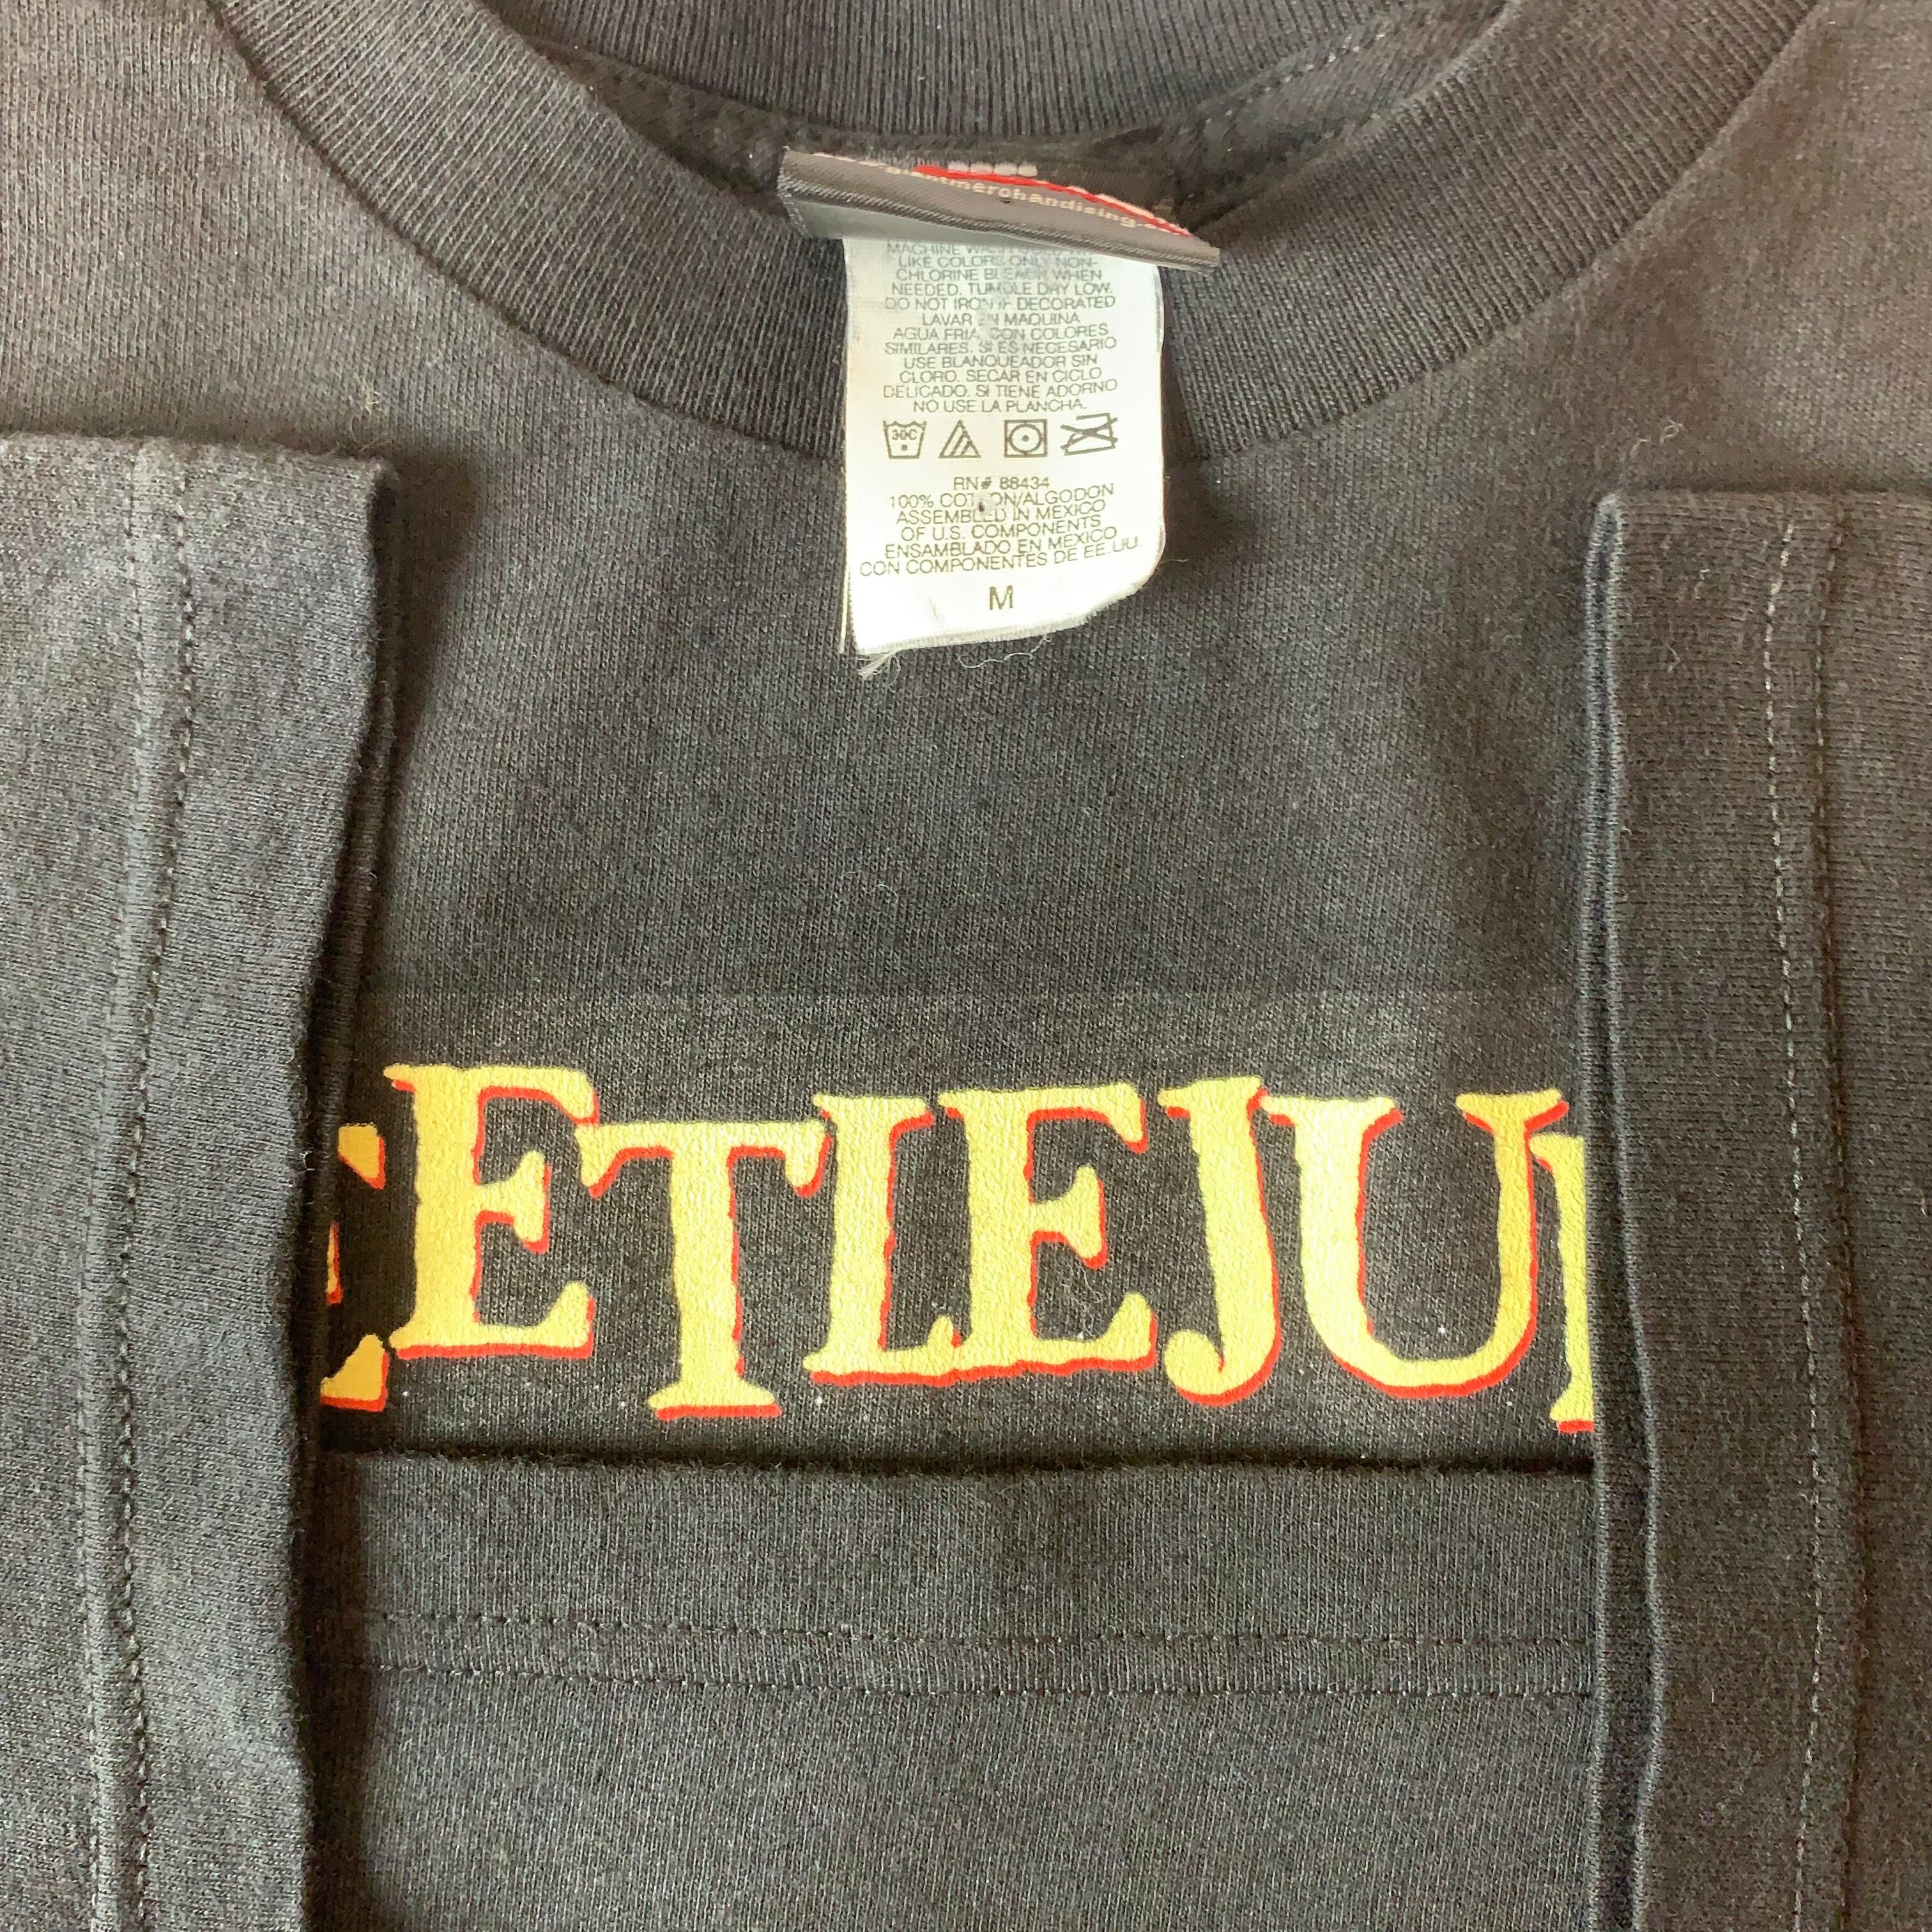 MACHINE
LIKE COLORS ONLY NON-
CHLORINE BLEACH WHEN
NEEDED. TUMBLE DRY LOW.
DO NOT IRON IF DECORATED
LAVAR EN MAQUINA
AGUA FRIA, CON COLORES
SIMILARES. SI ES NECESARIO
USE BLANQUEADOR SIN
CLORO. SECAR EN CICLO
DELICADO. SI TIENE ADORNO
NO USE LA PLANCHA.
30C
RN# 88434
100% COTTON/ALGODON
ASSEMBLED IN MEXICO
OF U.S. COMPONENTS
ENSAMBLADO EN MEXICO
CON COMPONENTES DE EE.UU.
M
EETLEJUI